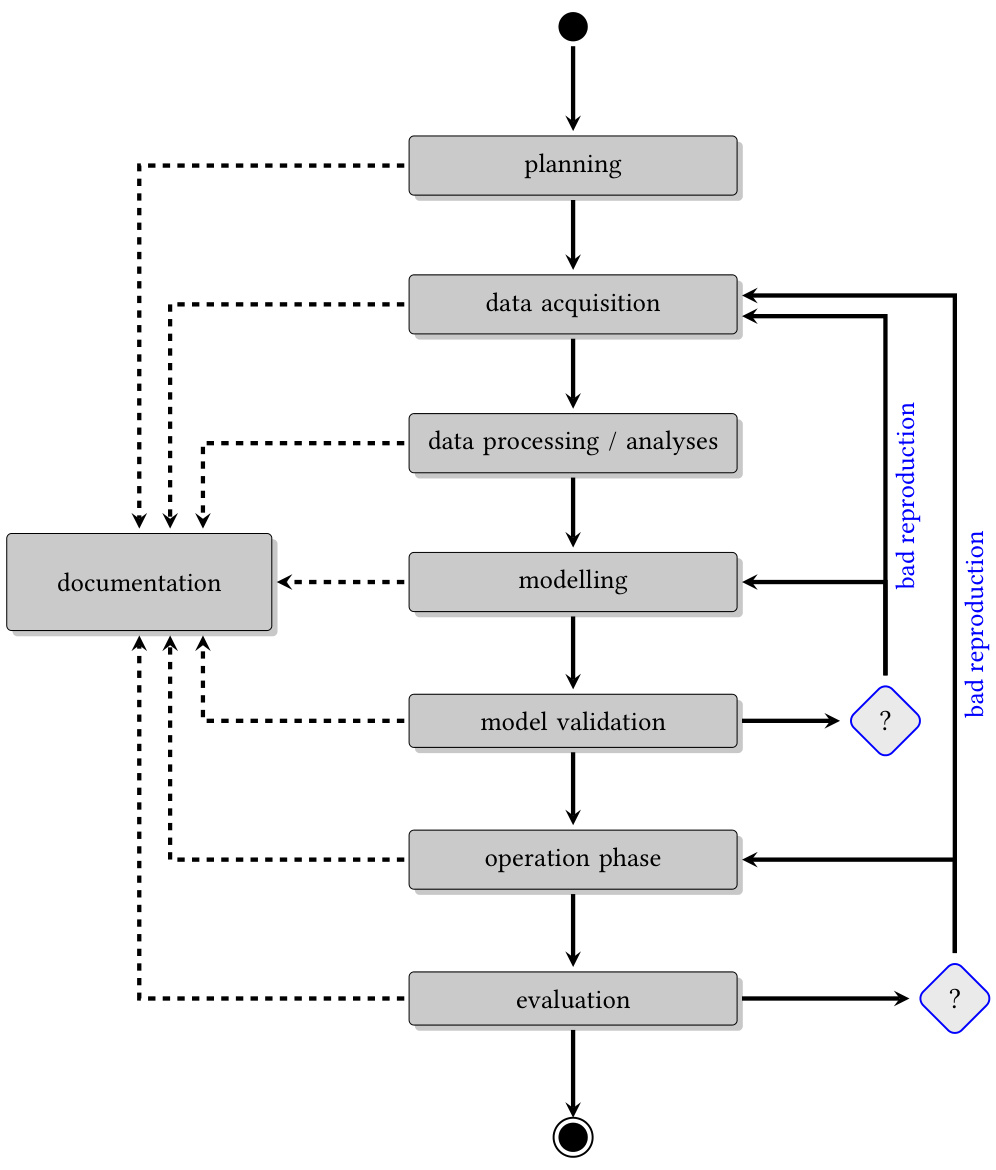 planning
data acquisition
data processing / analyses
bad reproduction
bad reproduction
documentation
modelling
model validation
?
operation phase
evaluation
?